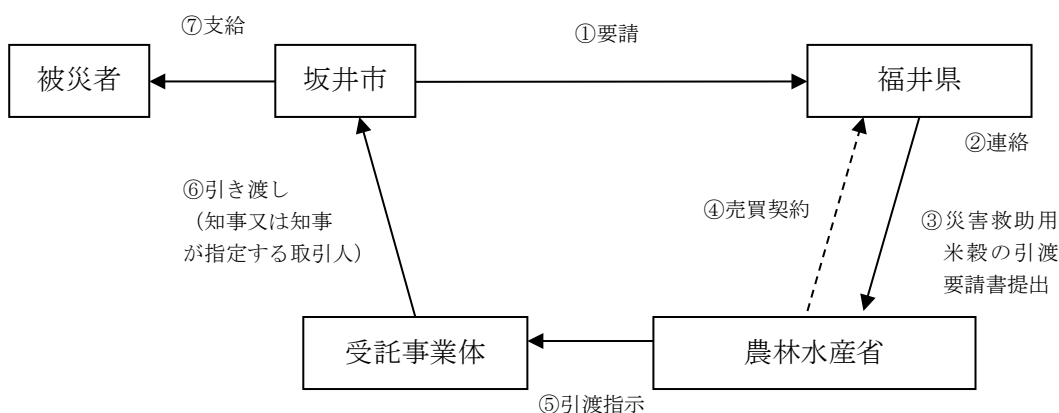 ⑦支給
①要請
被災者
坂井市
福井県
②連絡
⑥引き渡し
（知事又は知事
が指定する取引人）
④売買契約
③災害救助用
米穀の引渡
要請書提出
受託事業体
農林水産省
⑤引渡指示